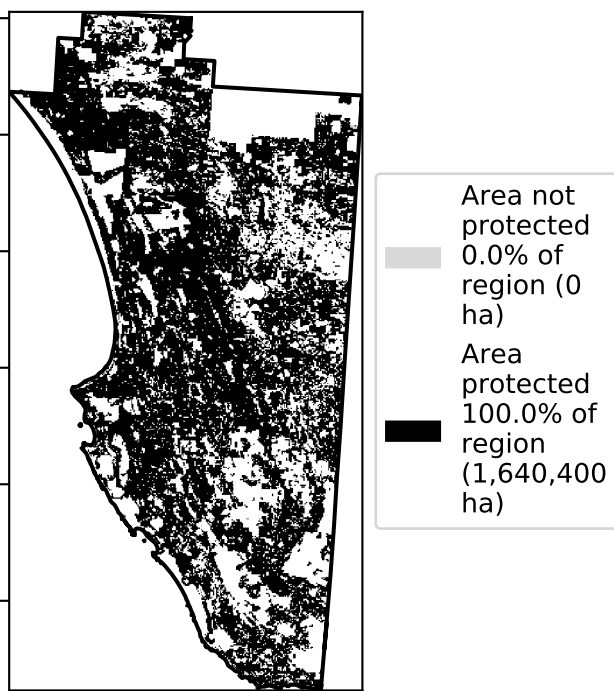 Area not
protected
0.0% of
region (0
ha)
Area
protected
100.0% of
region
(1,640,400
ha)